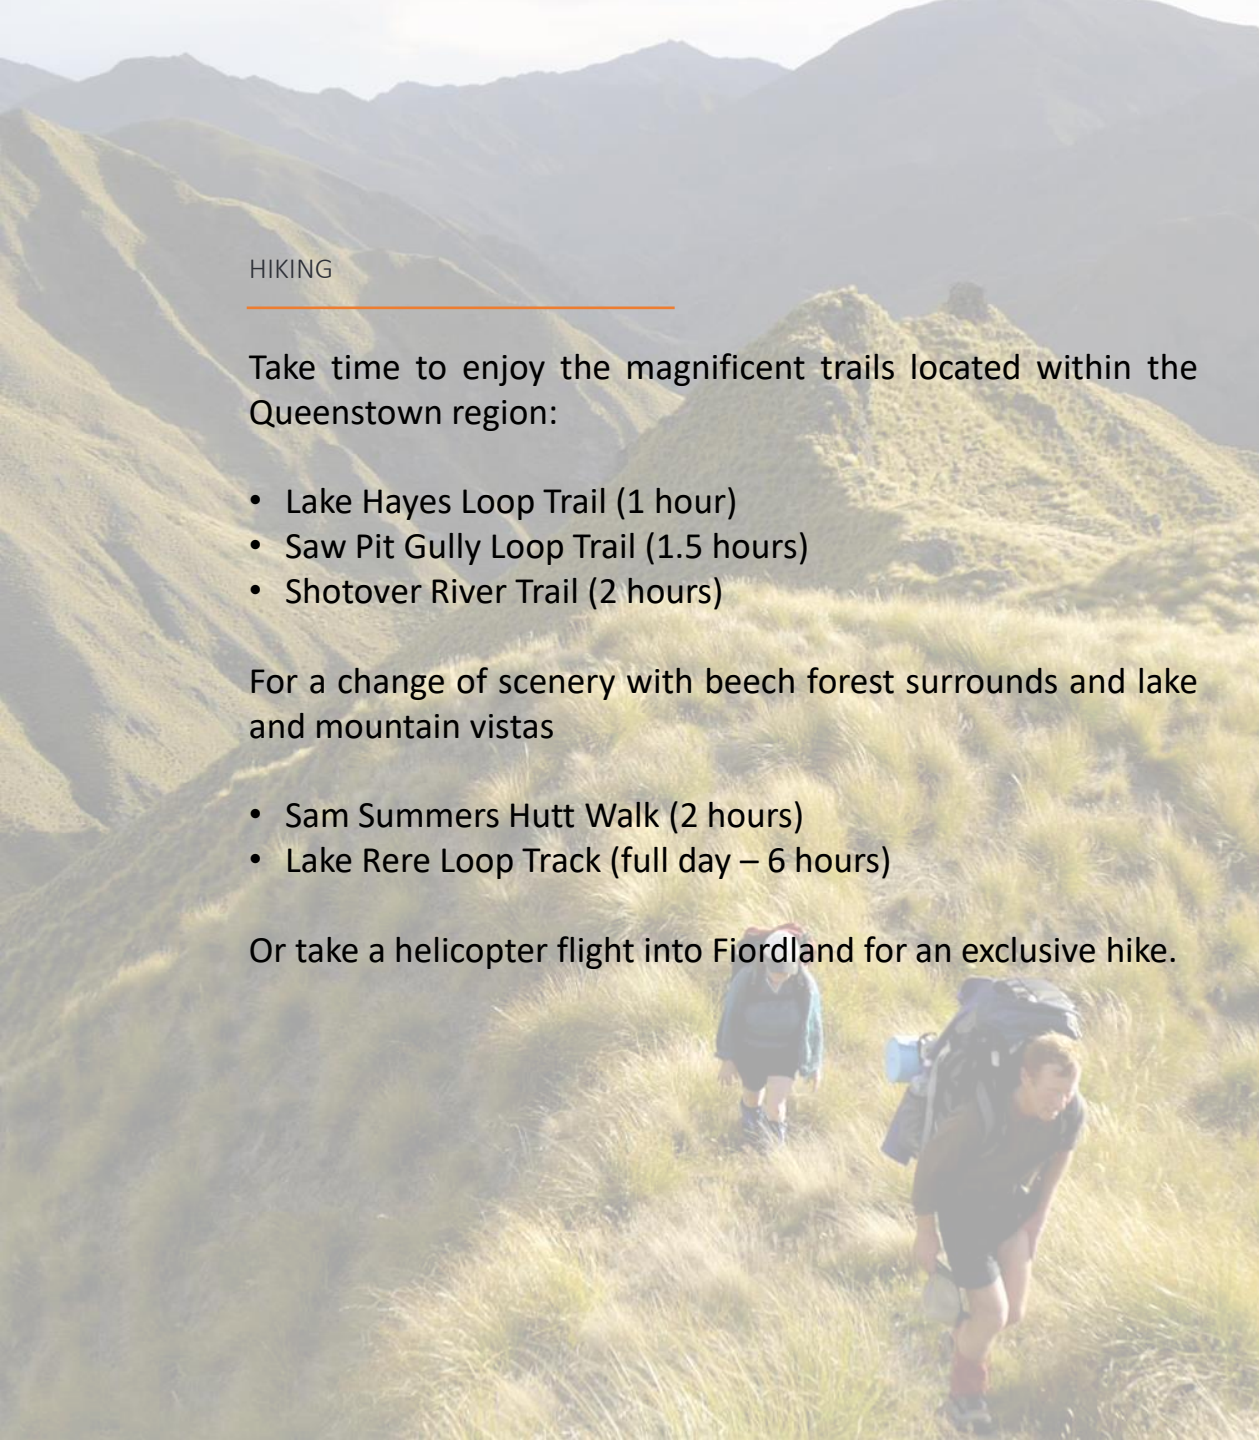 HIKING
Take time to enjoy the magnificent trails located within the
Queenstown region:
• Lake Hayes Loop Trail (1 hour)
• Saw Pit Gully Loop Trail (1.5 hours)
• Shotover River Trail (2 hours)
For a change of scenery with beech forest surrounds and lake
and mountain vistas
• Sam Summers Hutt Walk (2 hours)
• Lake Rere Loop Track (full day – 6 hours)
Or take a helicopter flight into Fiordland for an exclusive hike.